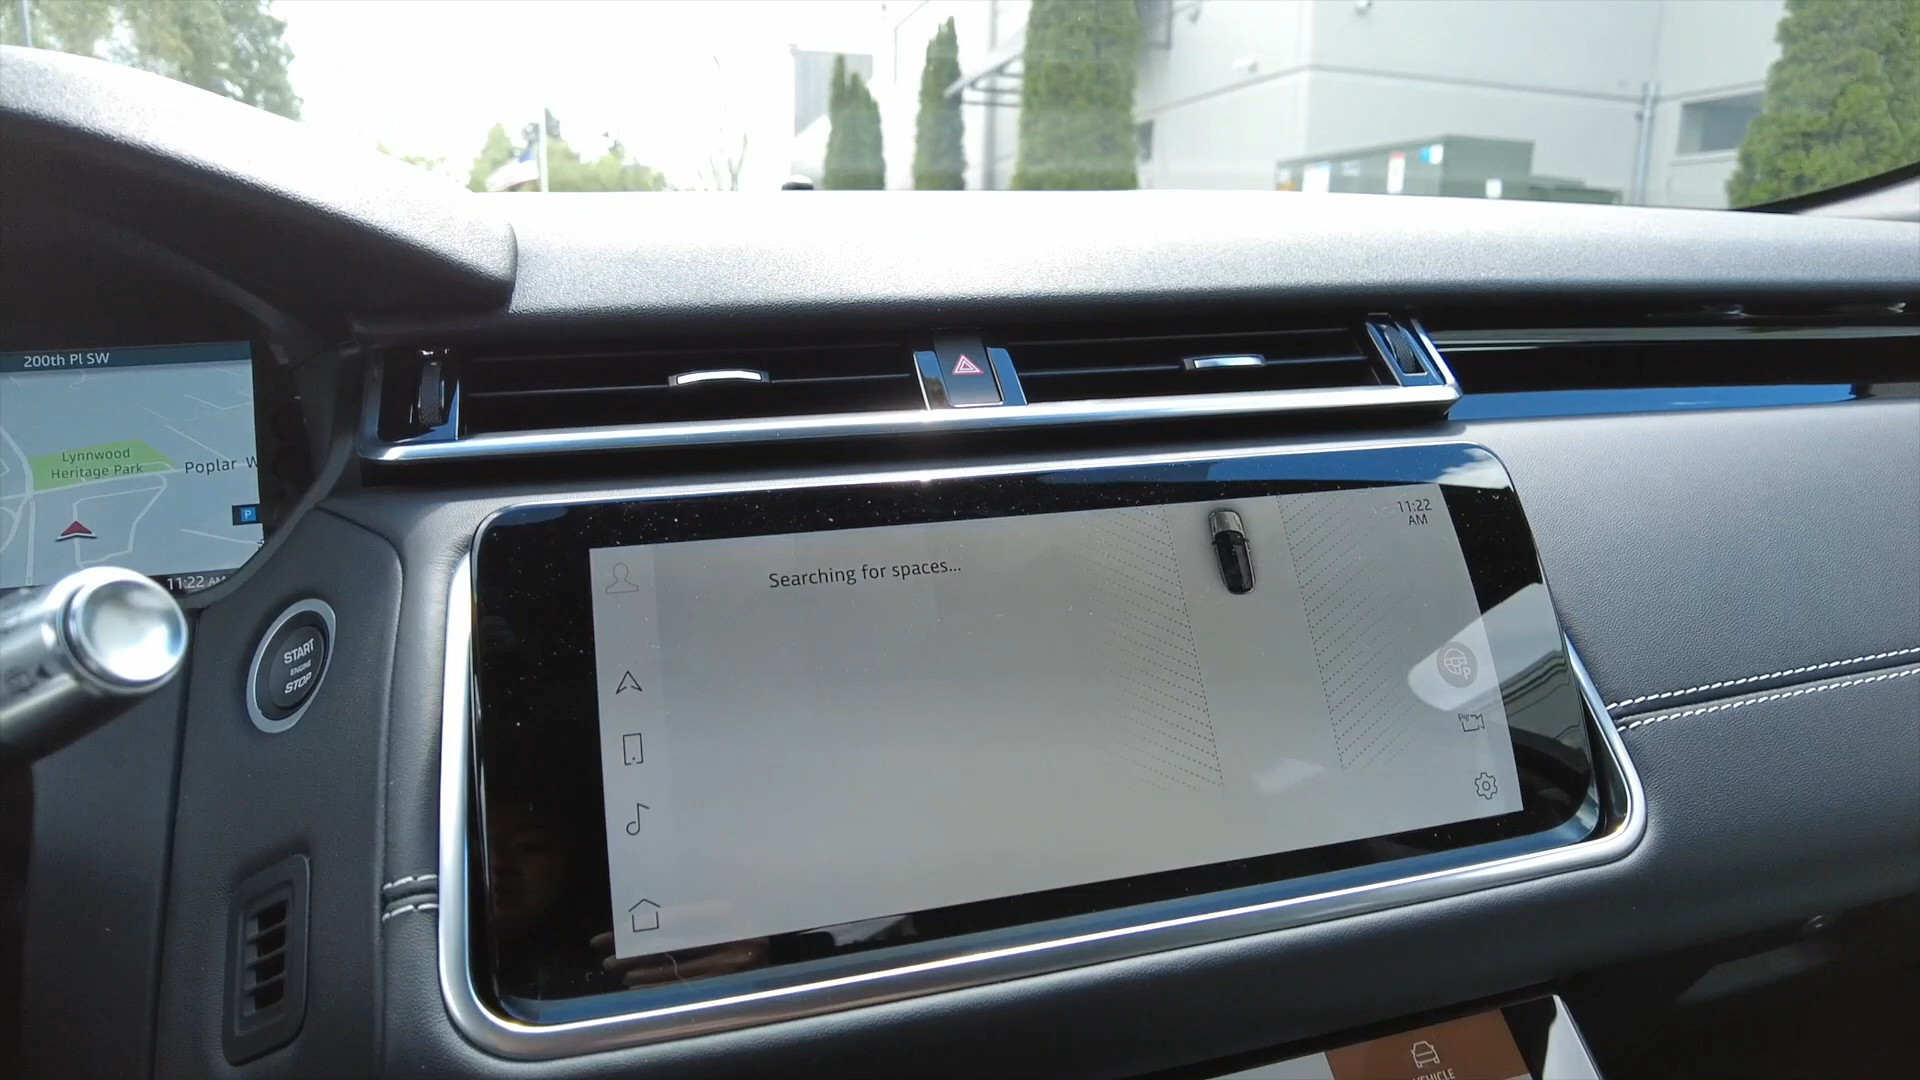 200th Pl SW
Lynnwood
Heritage Park
Poplar W
P
11:22 AM
START
ENGINE
STOP
Searching for spaces...
11:22
AM
P
VEHICLE